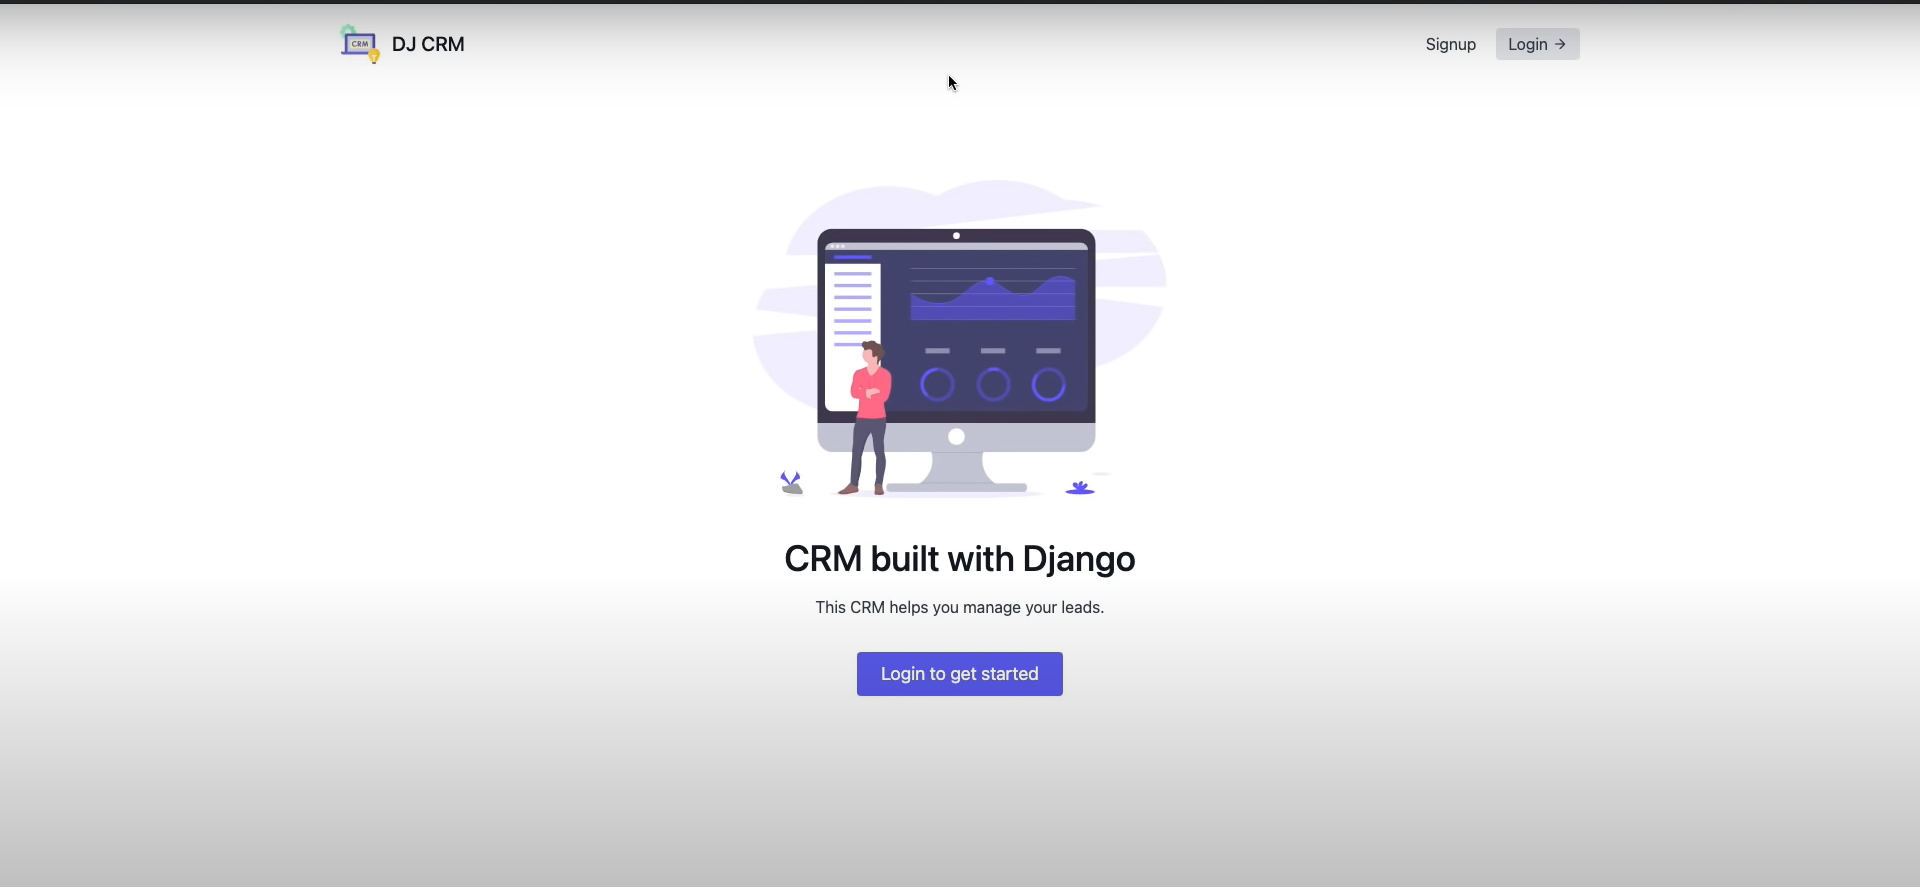 CRM
DJ CRM
Signup
Login →
CRM built with Django
This CRM helps you manage your leads.
Login to get started